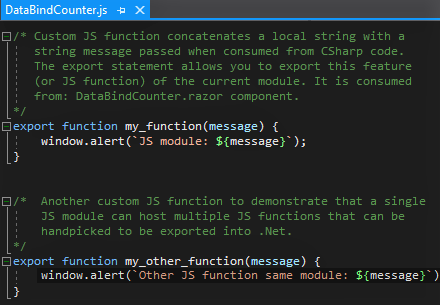 DataBindCounter.js
/* Custom JS function concatenates a local string with a
string message passed when consumed from CSharp code.
The export statement allows you to export this feature
(or JS function) of the current module. It is consumed
from: DataBindCounter.razor component.
*/
export function my_function(message) {
window.alert(`JS module: ${message}`);
}
/*  Another custom JS function to demonstrate that a single
JS module can host multiple JS functions that can be
handpicked to be exported into .Net.
*/
export function my_other_function(message) {
window.alert(`Other JS function same module: ${message}`)
}